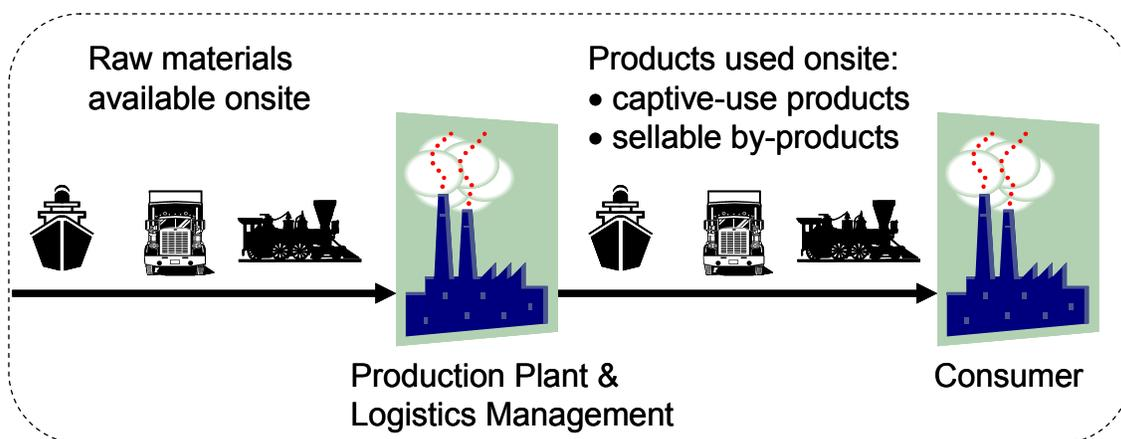 Raw materials
available onsite
Products used onsite:
• captive-use products
• sellable by-products
Production Plant &
Logistics Management
Consumer